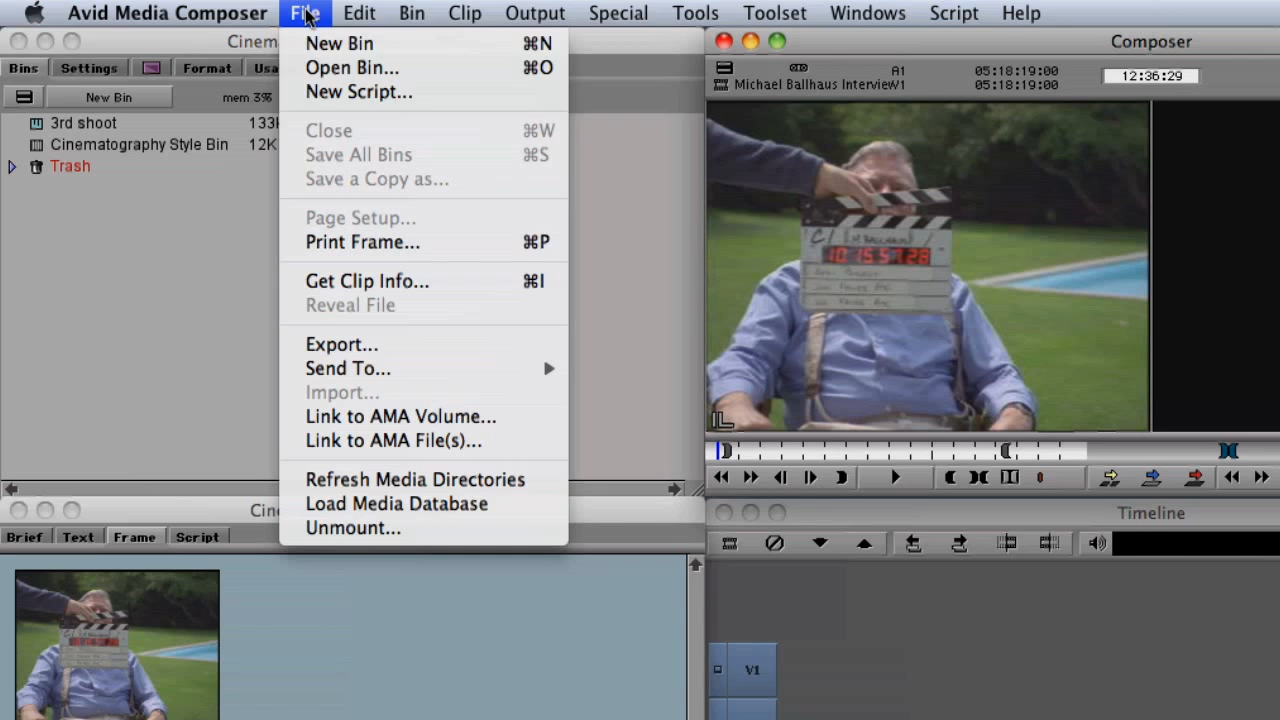 Avid Media Composer File Edit Bin Clip Output Special Tools Toolset Windows Script Help
Cinem
Bins Settings Format Usa
New Bin mem 3%
3rd shoot 133K
Cinematography Style Bin 12K
Trash
New Bin ⌘N
Open Bin... ⌘O
New Script...
Close ⌘W
Save All Bins ⌘S
Save a Copy as...
Page Setup...
Print Frame... ⌘P
Get Clip Info... ⌘I
Reveal File
Export...
Send To...
Import...
Link to AMA Volume...
Link to AMA File(s)...
Refresh Media Directories
Load Media Database
Unmount...
Composer
A1 05:18:19:00
Michael Ballhaus Interview V1 05:18:19:00
12:36:29
Cine
Brief Text Frame Script
Timeline
V1